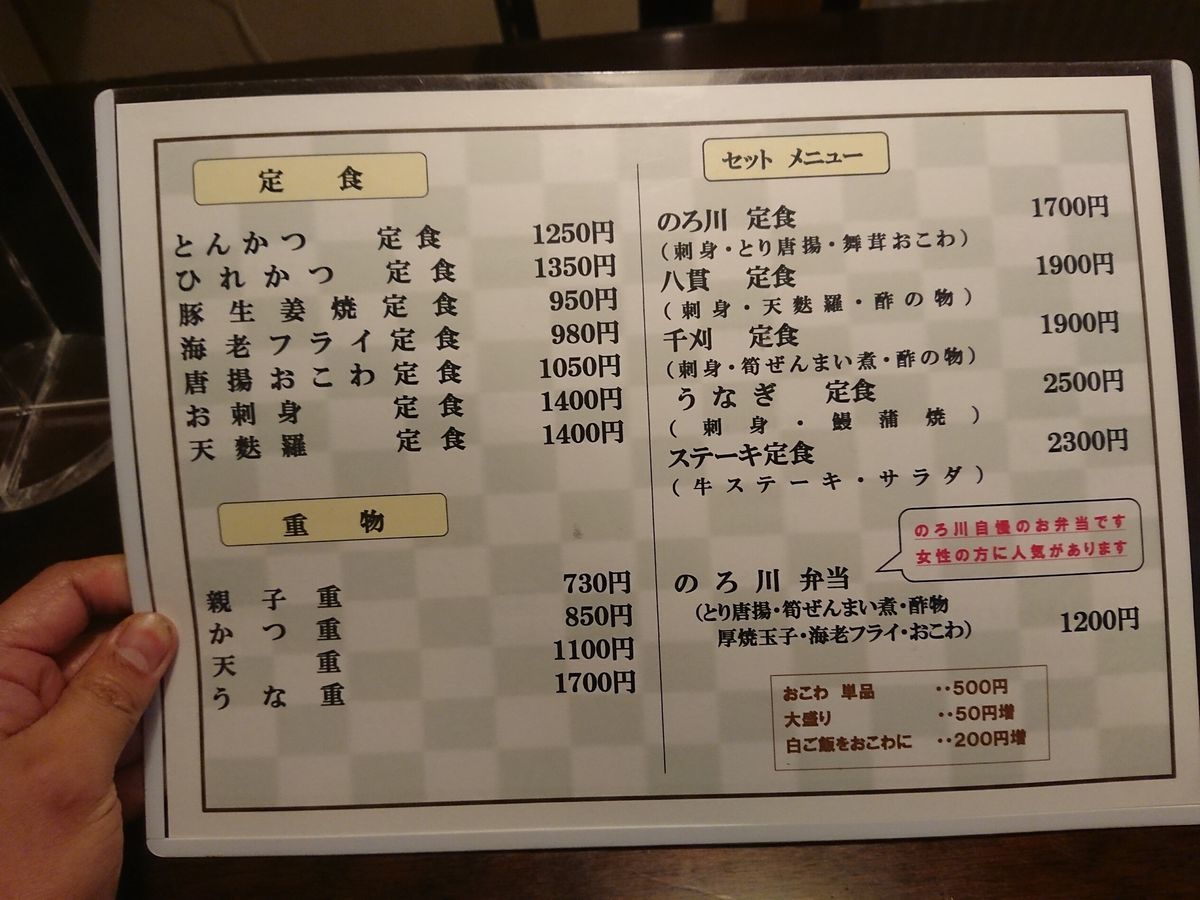 定食
とんかつ 定食 1250円
ひれかつ 定食 1350円
豚生姜焼定食 950円
海老フライ定食 980円
唐揚おこわ定食 1050円
お刺身 定食 1400円
天麩羅 定食 1400円
重物
親子重 730円
かつ重 850円
天重 1100円
うな重 1700円
セット メニュー
のろ川 定食 1700円
(刺身・とり唐揚・舞茸おこわ)
八貫 定食 1900円
(刺身・天麩羅・酢の物)
千刈 定食 1900円
(刺身・筍ぜんまい煮・酢の物)
うなぎ 定食 2500円
(刺身・鰻蒲焼)
ステーキ定食 2300円
(牛ステーキ・サラダ)
のろ川自慢のお弁当です
女性の方に人気があります
のろ川 弁当
(とり唐揚・筍ぜんまい煮・酢物
厚焼玉子・海老フライ・おこわ) 1200円
おこわ 単品 ‥500円
大盛り ‥50円増
白ご飯をおこわに ‥200円増